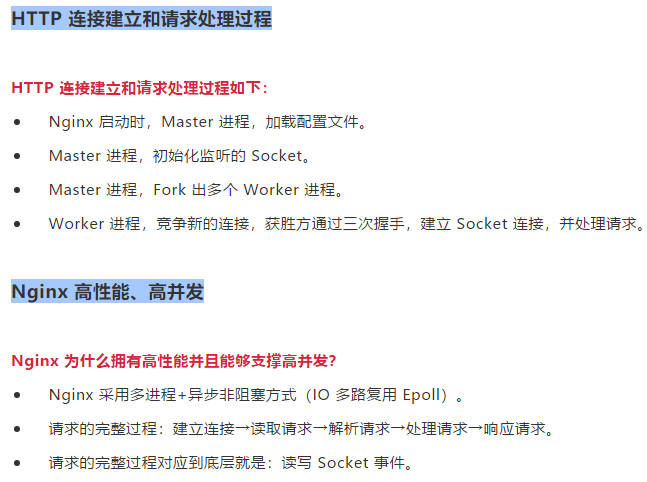 HTTP 连接建立和请求处理过程
HTTP 连接建立和请求处理过程如下：
• Nginx 启动时，Master 进程，加载配置文件。
• Master 进程，初始化监听的 Socket。
• Master 进程，Fork 出多个 Worker 进程。
• Worker 进程，竞争新的连接，获胜方通过三次握手，建立 Socket 连接，并处理请求。
Nginx 高性能、高并发
Nginx 为什么拥有高性能并且能够支撑高并发？
• Nginx 采用多进程+异步非阻塞方式（IO 多路复用 Epoll）。
• 请求的完整过程：建立连接→读取请求→解析请求→处理请求→响应请求。
• 请求的完整过程对应到底层就是：读写 Socket 事件。